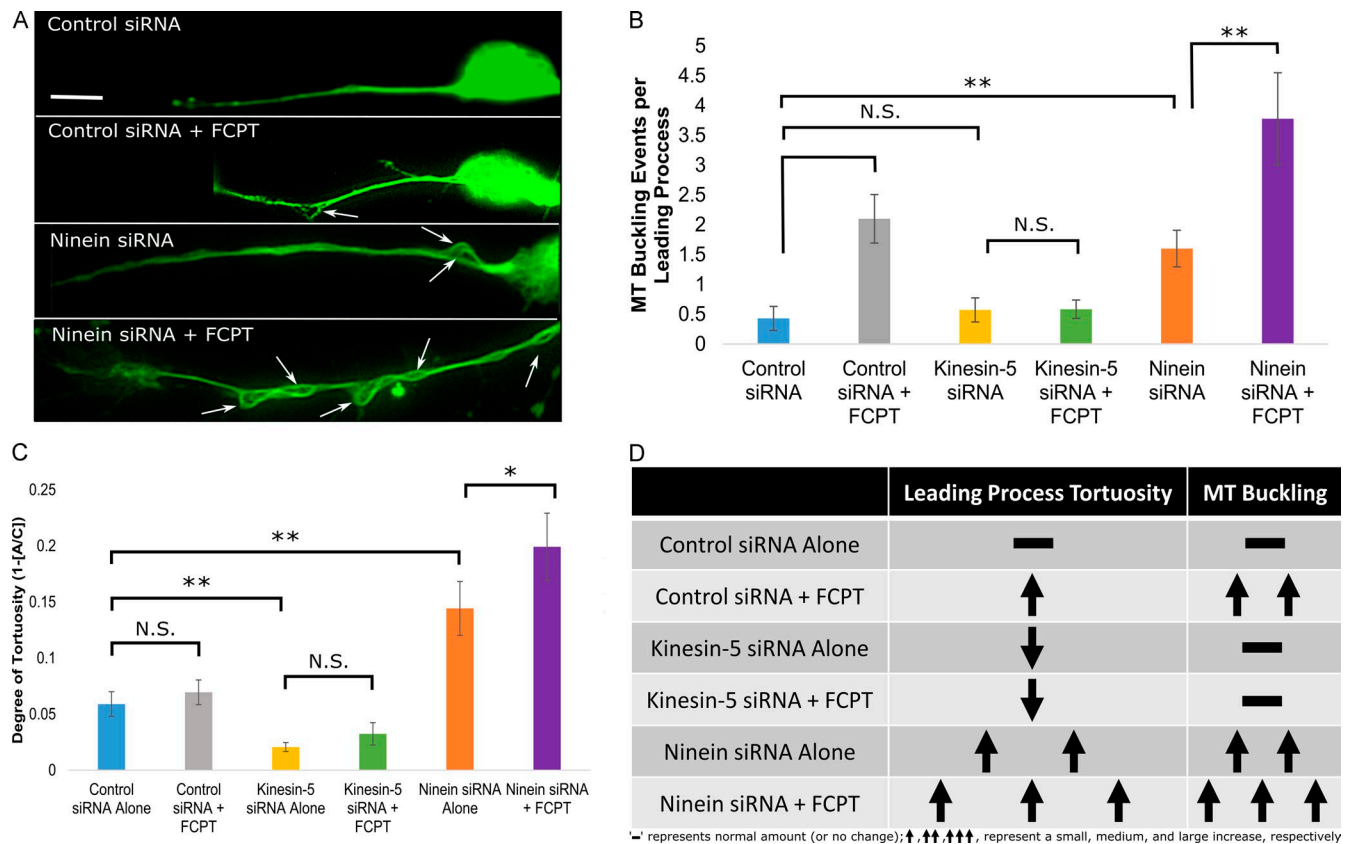 A
Control siRNA
Control siRNA + FCPT
Ninein siRNA
Ninein siRNA + FCPT
B
MT Buckling Events per
Leading Proccess
5
4.5
4
3.5
3
2.5
2
1.5
1
0.5
0
**
**
N.S.
N.S.
Control
siRNA
Control
siRNA +
FCPT
Kinesin-5
siRNA
Kinesin-5
siRNA +
FCPT
Ninein
siRNA
Ninein
siRNA +
FCPT
C
Degree of Tortuosity (1-[A/C])
0.25
0.2
0.15
0.1
0.05
0
*
**
**
N.S.
N.S.
Control
siRNA Alone
Control
siRNA +
FCPT
Kinesin-5
siRNA Alone
Kinesin-5
siRNA +
FCPT
Ninein siRNA
Alone
Ninein siRNA
+ FCPT
D
Leading Process Tortuosity MT Buckling
Control siRNA Alone
Control siRNA + FCPT
Kinesin-5 siRNA Alone
Kinesin-5 siRNA + FCPT
Ninein siRNA Alone
Ninein siRNA + FCPT
'-' represents normal amount (or no change); ↑, ↑↑, ↑↑↑, represent a small, medium, and large increase, respectively